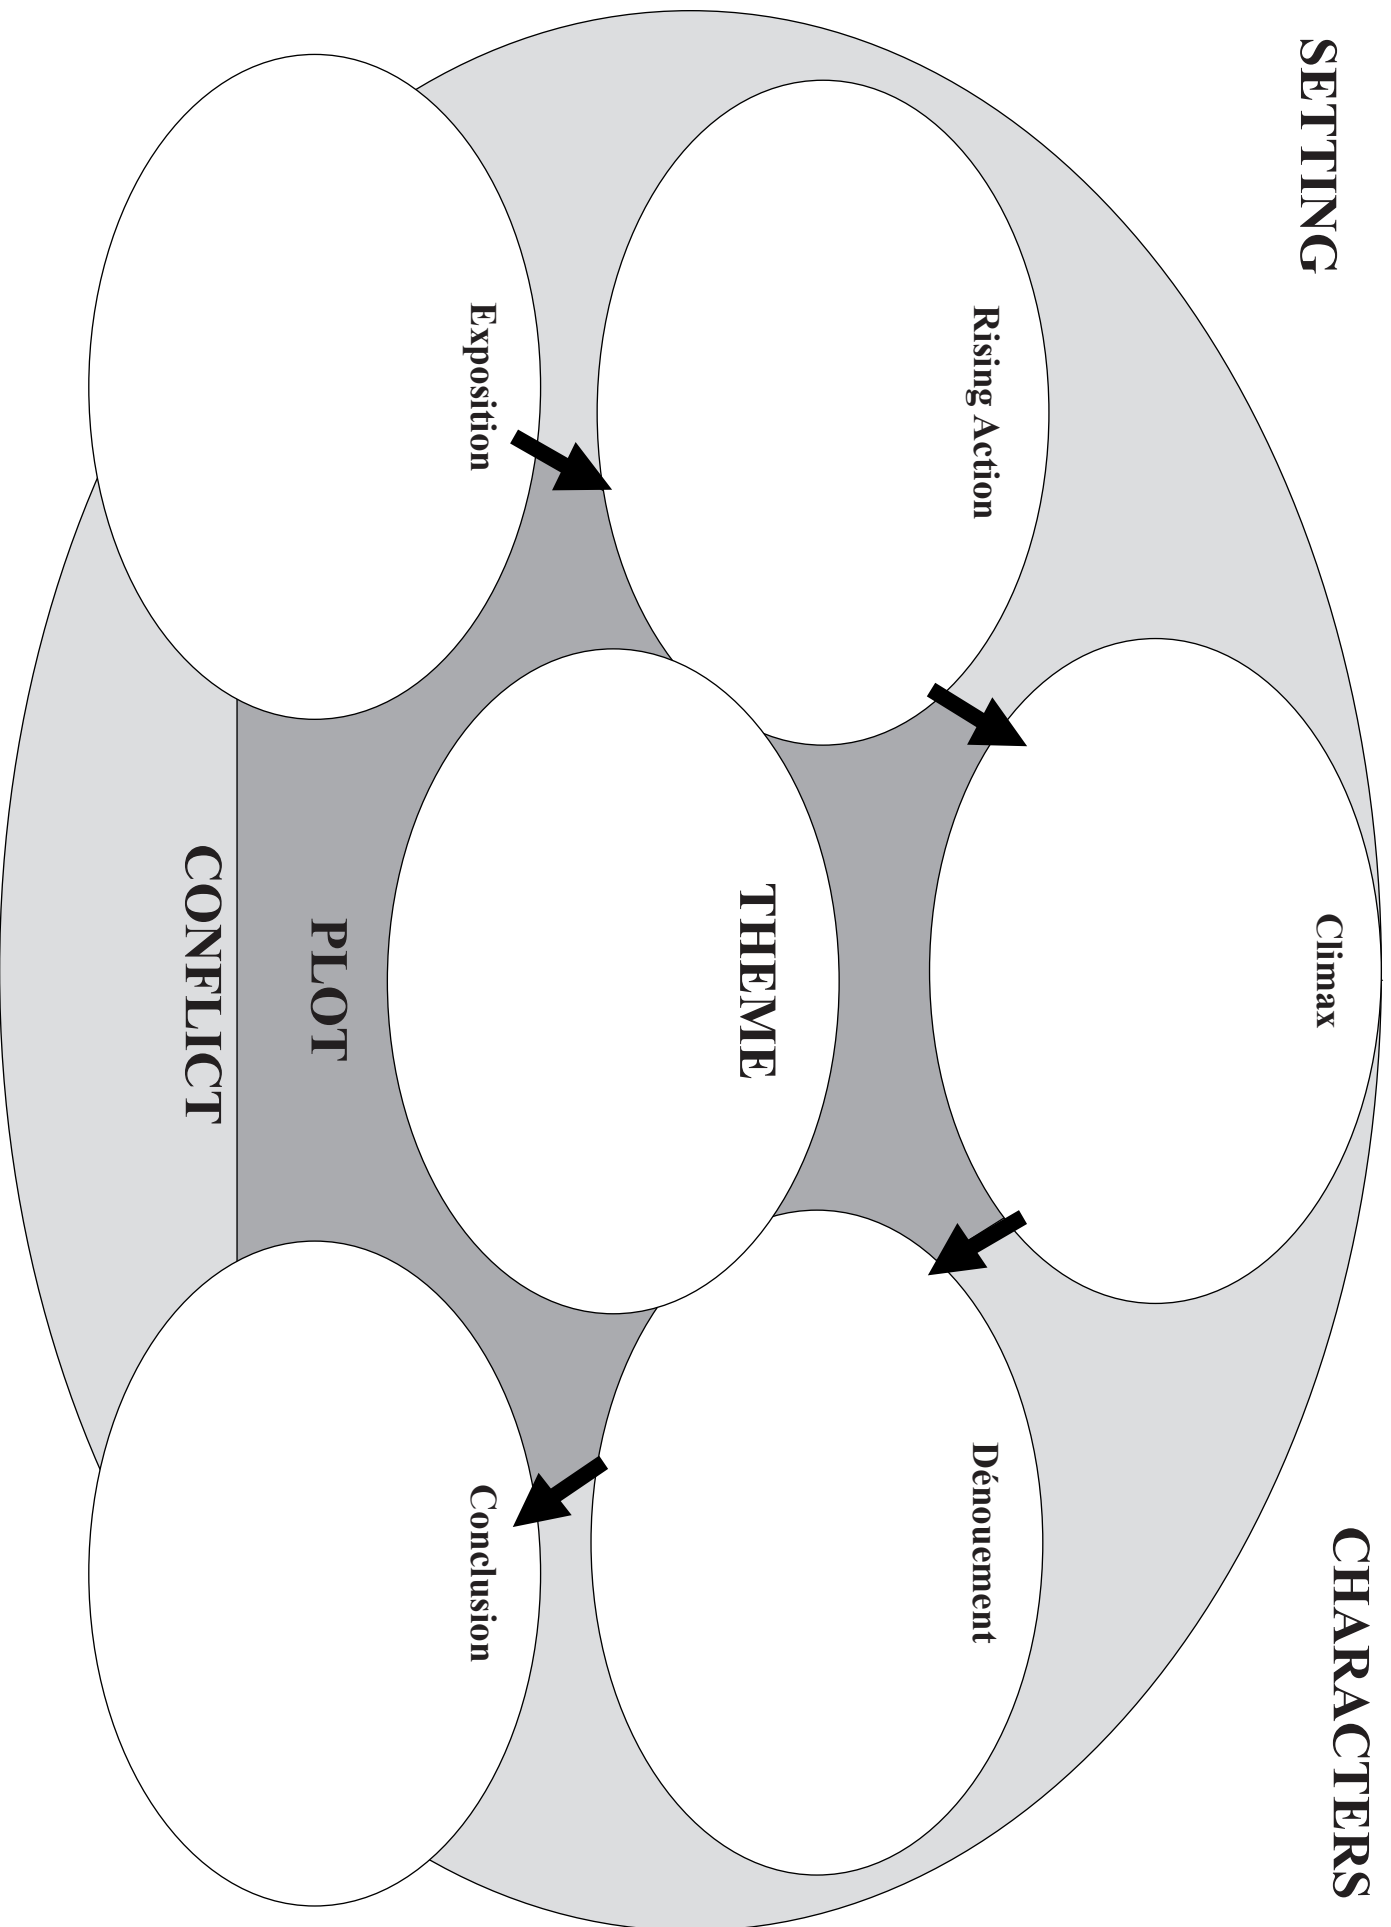 SETTING
CHARACTERS
Climax
Rising Action
Dénouement
THEME
Exposition
Conclusion
PLOT
CONFLICT